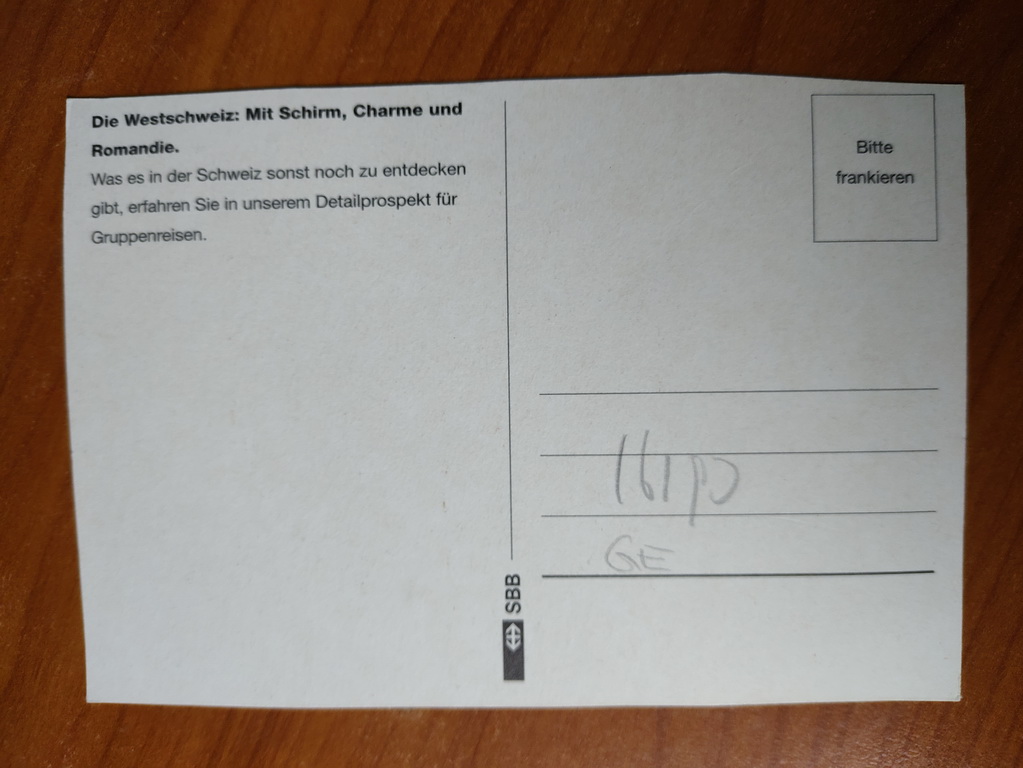 Die Westschweiz: Mit Schirm, Charme und
Romandie.
Was es in der Schweiz sonst noch zu entdecken
gibt, erfahren Sie in unserem Detailprospekt für
Gruppenreisen.
Bitte
frankieren
GE
SBB